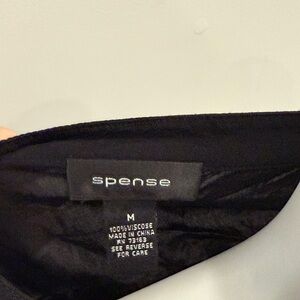 spense
M
100% VISCOSE
MADE IN CHINA
RN 73163
SEE REVERSE
FOR CARE